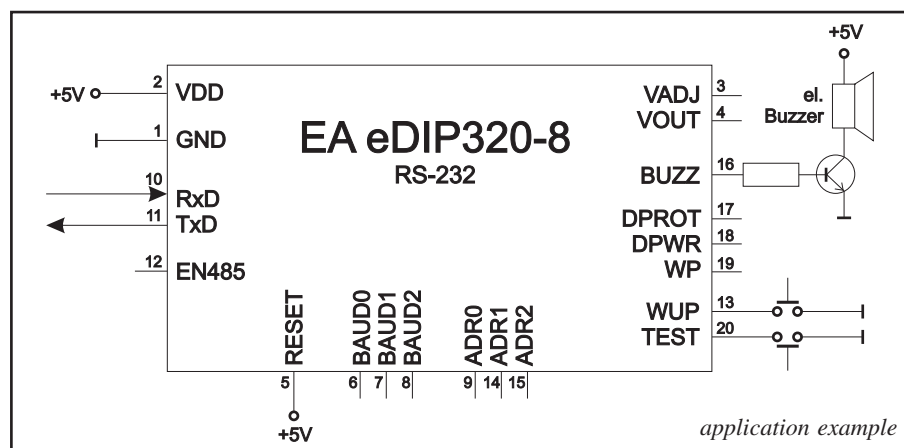 +5V
2 VDD
+5V
1 GND
10 RxD
11 TxD
12 EN485
EA eDIP320-8
RS-232
VADJ 3
VOUT 4
el.
Buzzer
BUZZ 16
DPROT 17
DPWR 18
WP 19
WUP 13
TEST 20
RESET
BAUD0
BAUD1
BAUD2
ADR0
ADR1
ADR2
5 6 7 8 9 14 15
+5V
application example